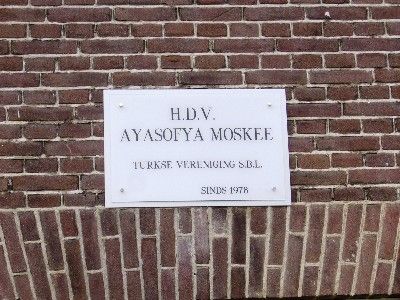 H.D.V.
AYASOFYA MOSKEE
TURKSE VERENIGING S.B.L.
SINDS 1978